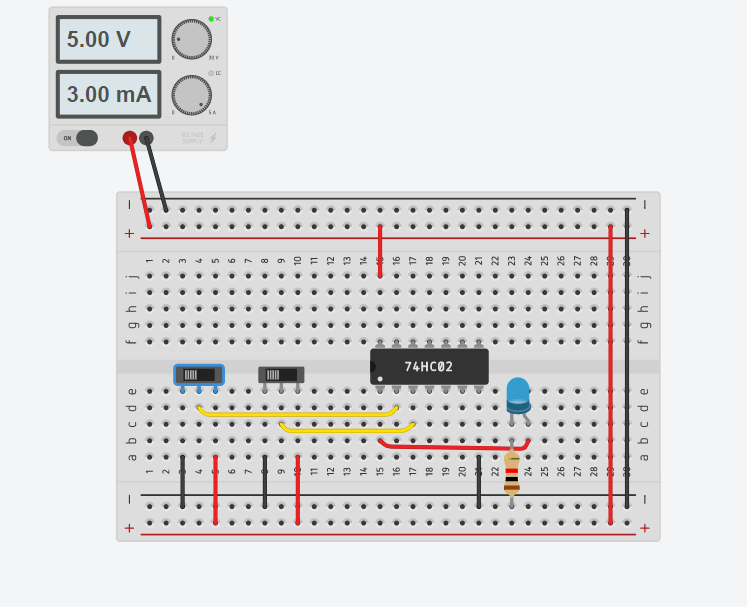 VC
5.00 V
0 30 V
CC
3.00 mA
0 5 A
ON
VOLTAGE
SUPPLY
− −
+ +
1 2 3 4 5 6 7 8 9 10 11 12 13 14 15 16 17 18 19 20 21 22 23 24 25 26 27 28 29 30
j j
i i
h h
g g
f f
74HC02
e e
d d
c c
b b
a a
1 2 3 4 5 6 7 8 9 10 11 12 13 14 15 16 17 18 19 20 21 22 23 24 25 26 27 28 29 30
− −
+ +